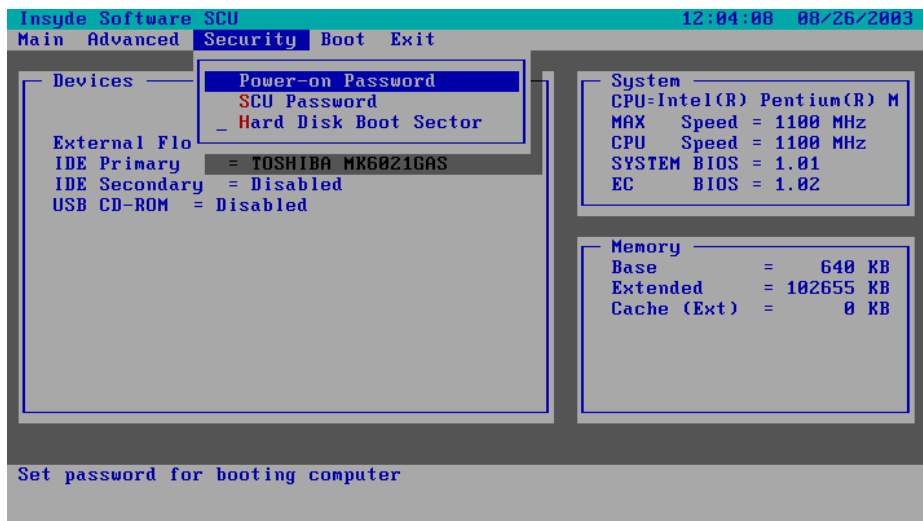 Insyde Software SCU 12:04:08 08/26/2003
Main Advanced Security Boot Exit
Power-on Password
SCU Password
_ Hard Disk Boot Sector
Devices
External Flo
IDE Primary = TOSHIBA MK6021GAS
IDE Secondary = Disabled
USB CD-ROM = Disabled
System
CPU=Intel(R) Pentium(R) M
MAX Speed = 1100 MHz
CPU Speed = 1100 MHz
SYSTEM BIOS = 1.01
EC BIOS = 1.02
Memory
Base = 640 KB
Extended = 102655 KB
Cache (Ext) = 0 KB
Set password for booting computer